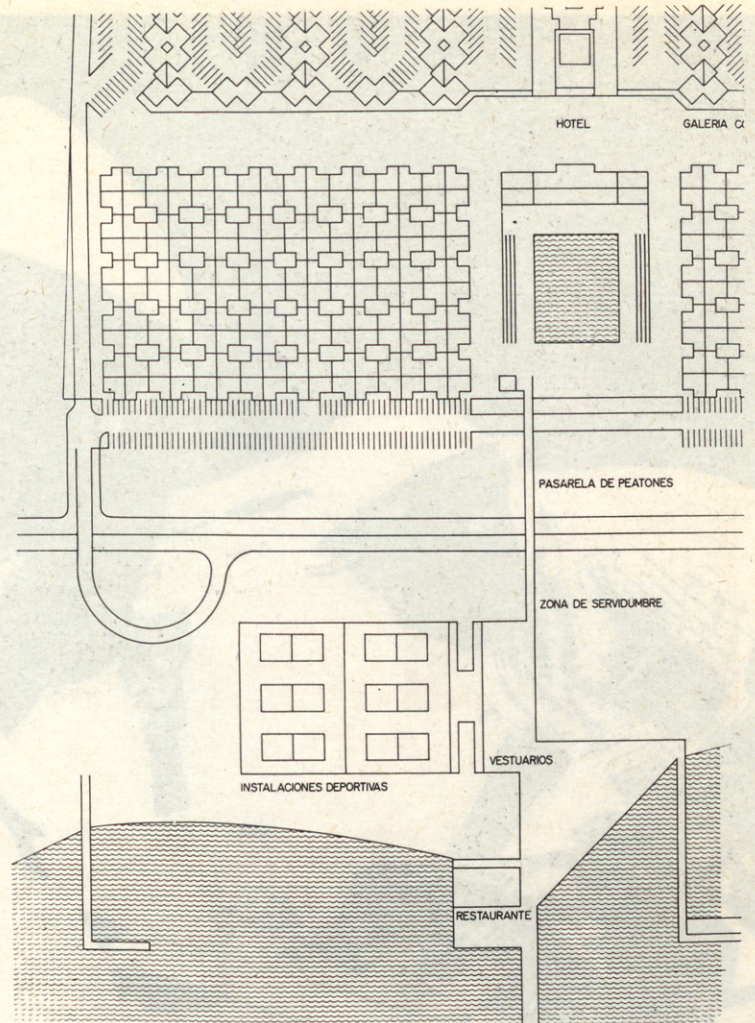 HOTEL
GALERIA
PASARELA DE PEATONES
ZONA DE SERVIDUMBRE
VESTUARIOS
INSTALACIONES DEPORTIVAS
RESTAURANTE